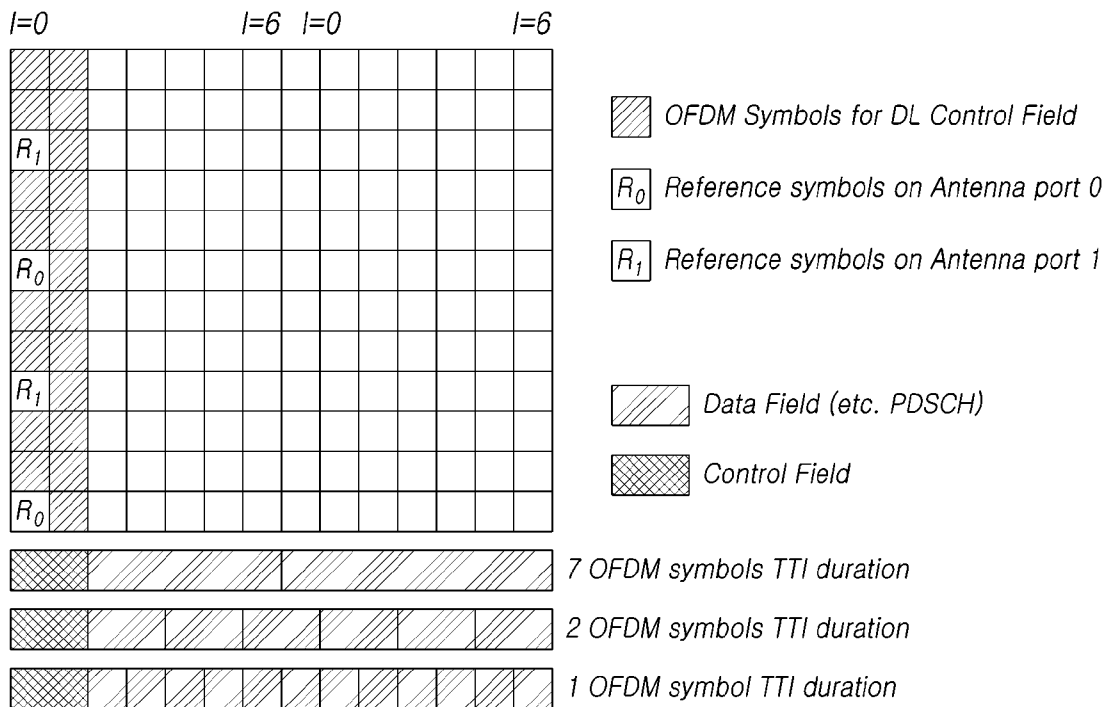 l=0 l=6 l=0 l=6
OFDM Symbols for DL Control Field
R1
R0 Reference symbols on Antenna port 0
R1 Reference symbols on Antenna port 1
R0
R1
Data Field (etc. PDSCH)
Control Field
R0
7 OFDM symbols TTI duration
2 OFDM symbols TTI duration
1 OFDM symbol TTI duration